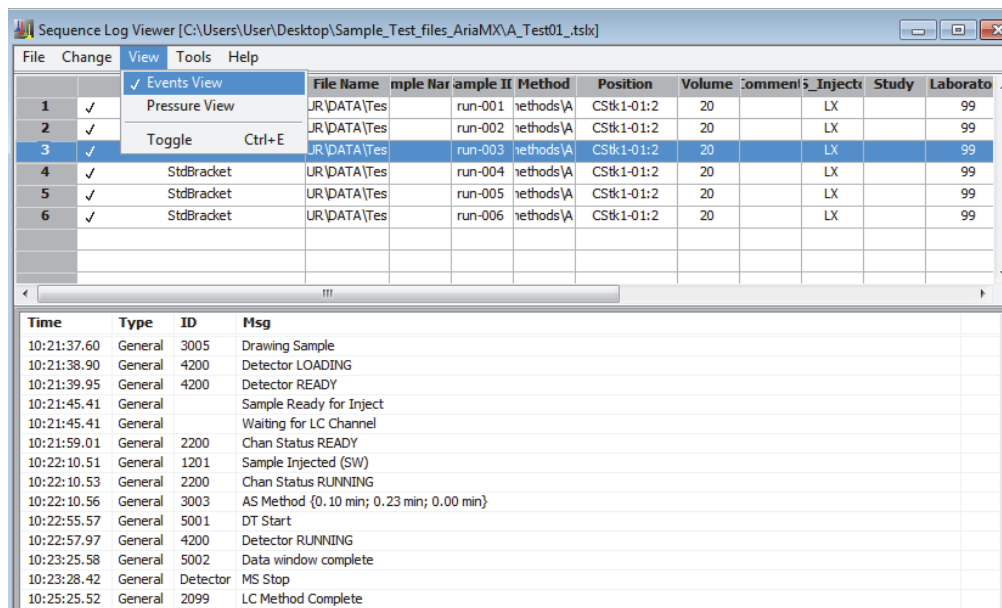 Sequence Log Viewer [C:\Users\User\Desktop\Sample_Test_files_AriaMX\A_Test01_.tslx]
File Change View Tools Help
✓ Events View
Pressure View
Toggle Ctrl+E
File Name mple Nar ample II Method Position Volume Comment S_Injecto Study Laborato
1 ✓ UR\DATA\Tes run-001 nethods\A CStk1-01:2 20 LX 99
2 ✓ UR\DATA\Tes run-002 nethods\A CStk1-01:2 20 LX 99
3 ✓ UR\DATA\Tes run-003 nethods\A CStk1-01:2 20 LX 99
4 ✓ StdBracket UR\DATA\Tes run-004 nethods\A CStk1-01:2 20 LX 99
5 ✓ StdBracket UR\DATA\Tes run-005 nethods\A CStk1-01:2 20 LX 99
6 ✓ StdBracket UR\DATA\Tes run-006 nethods\A CStk1-01:2 20 LX 99
Time Type ID Msg
10:21:37.60 General 3005 Drawing Sample
10:21:38.90 General 4200 Detector LOADING
10:21:39.95 General 4200 Detector READY
10:21:45.41 General Sample Ready for Inject
10:21:45.41 General Waiting for LC Channel
10:21:59.01 General 2200 Chan Status READY
10:22:10.51 General 1201 Sample Injected (SW)
10:22:10.53 General 2200 Chan Status RUNNING
10:22:10.56 General 3003 AS Method {0.10 min; 0.23 min; 0.00 min}
10:22:55.57 General 5001 DT Start
10:22:57.97 General 4200 Detector RUNNING
10:23:25.58 General 5002 Data window complete
10:23:28.42 General Detector MS Stop
10:25:25.52 General 2099 LC Method Complete